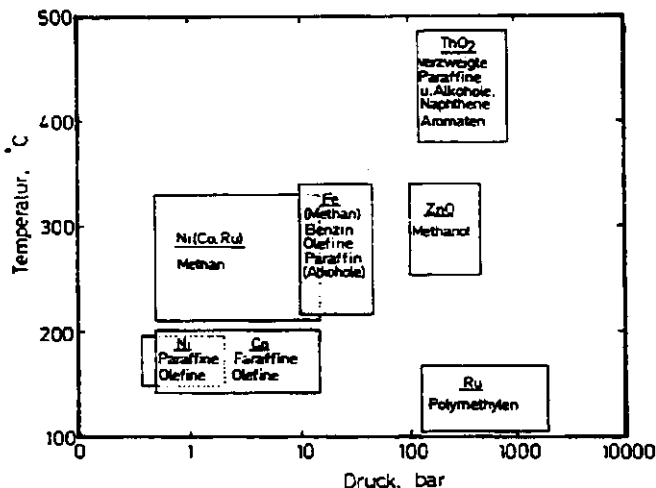 500
400
300
200
100
Temperatur, °C
ThO2
verzweigte
Paraffine
u. Alkohole,
Naphthene
Aromaten
Ni(Co, Ru)
Methan
Fe
(Methan)
Benzin
Olefine
Paraffin
(Alkohole)
ZnO
Methanol
Ni
Paraffine
Olefine
Co
Paraffine
Olefine
Ru
Polymethylen
0
1
10
100
1000
10000
Druck, bar